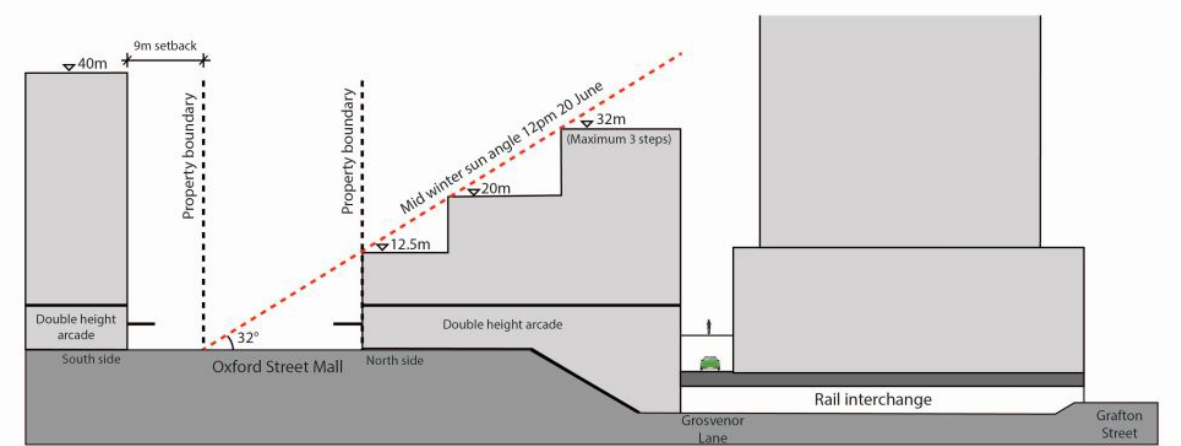 9m setback
40m
Property boundary
Property boundary
Mid winter sun angle 12pm 20 June
32m
(Maximum 3 steps)
20m
12.5m
Double height
arcade
Double height arcade
32°
South side
Oxford Street Mall
North side
Rail interchange
Grosvenor
Lane
Grafton
Street